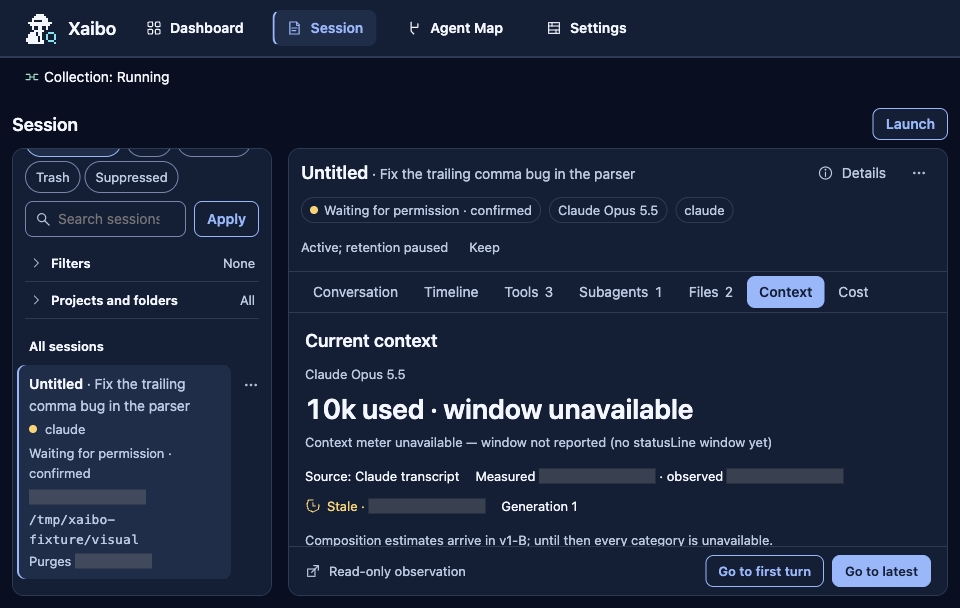 Xaibo
Dashboard
Session
Agent Map
Settings
Collection: Running
Session
Launch
Trash
Suppressed
Search sessions
Apply
Filters
None
Projects and folders
All
All sessions
Untitled · Fix the trailing
comma bug in the parser
claude
Waiting for permission ·
confirmed
/tmp/xaibo-
fixture/visual
Purges
Untitled · Fix the trailing comma bug in the parser
Details
Waiting for permission · confirmed
Claude Opus 5.5
claude
Active; retention paused
Keep
Conversation
Timeline
Tools 3
Subagents 1
Files 2
Context
Cost
Current context
Claude Opus 5.5
10k used · window unavailable
Context meter unavailable — window not reported (no statusLine window yet)
Source: Claude transcript Measured · observed
Stale · Generation 1
Composition estimates arrive in v1-B; until then every category is unavailable.
Read-only observation
Go to first turn
Go to latest